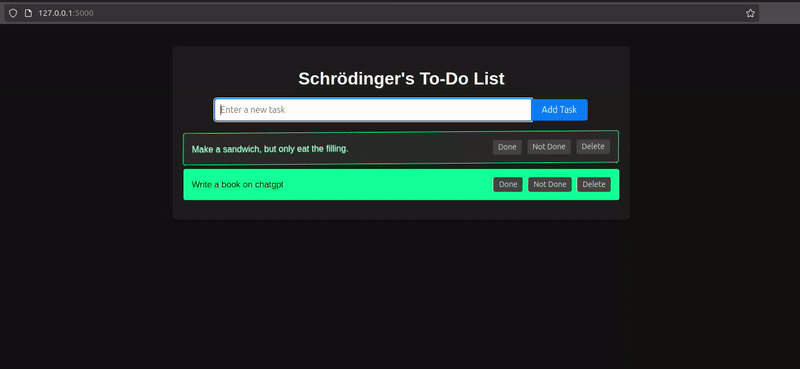 127.0.0.1:5000
Schrödinger's To-Do List
Enter a new task Add Task
Make a sandwich, but only eat the filling. Done Not Done Delete
Write a book on chatgpt Done Not Done Delete